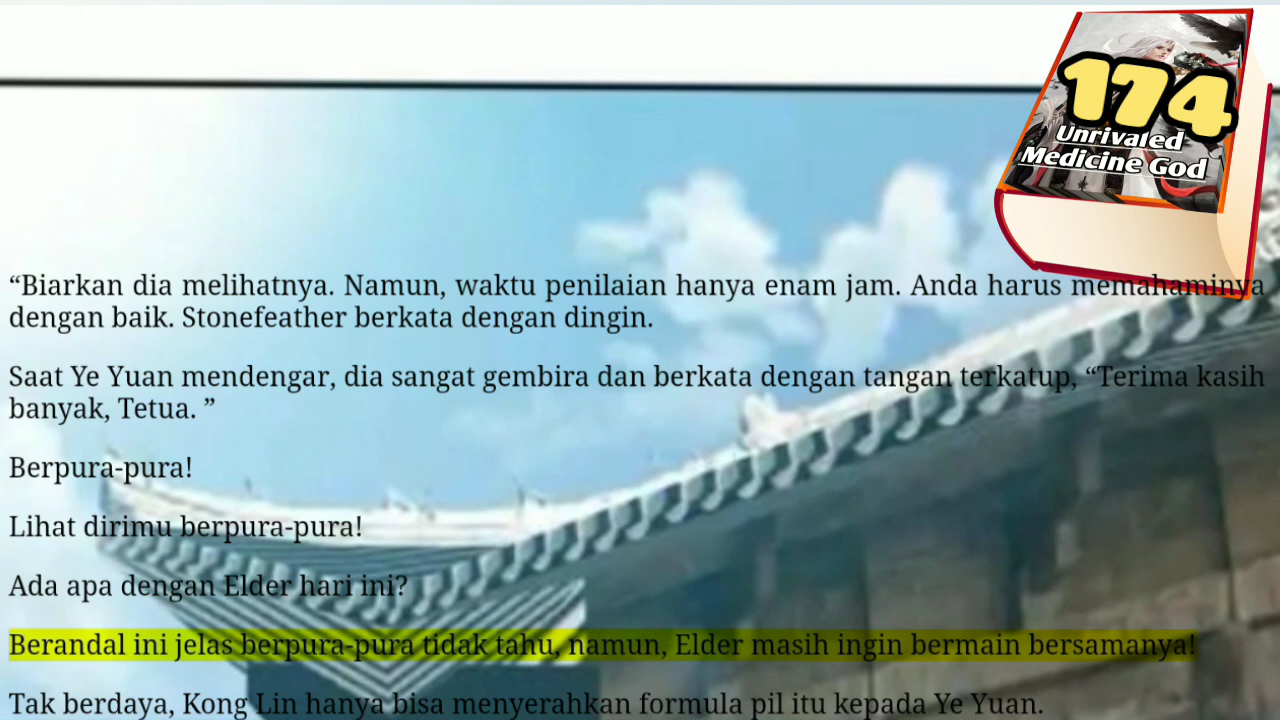 174
Unrivaled
Medicine God
“Biarkan dia melihatnya. Namun, waktu penilaian hanya enam jam. Anda harus memahaminya
dengan baik. Stonefeather berkata dengan dingin.
Saat Ye Yuan mendengar, dia sangat gembira dan berkata dengan tangan terkatup, “Terima kasih
banyak, Tetua. ”
Berpura-pura!
Lihat dirimu berpura-pura!
Ada apa dengan Elder hari ini?
Berandal ini jelas berpura-pura tidak tahu, namun, Elder masih ingin bermain bersamanya!
Tak berdaya, Kong Lin hanya bisa menyerahkan formula pil itu kepada Ye Yuan.